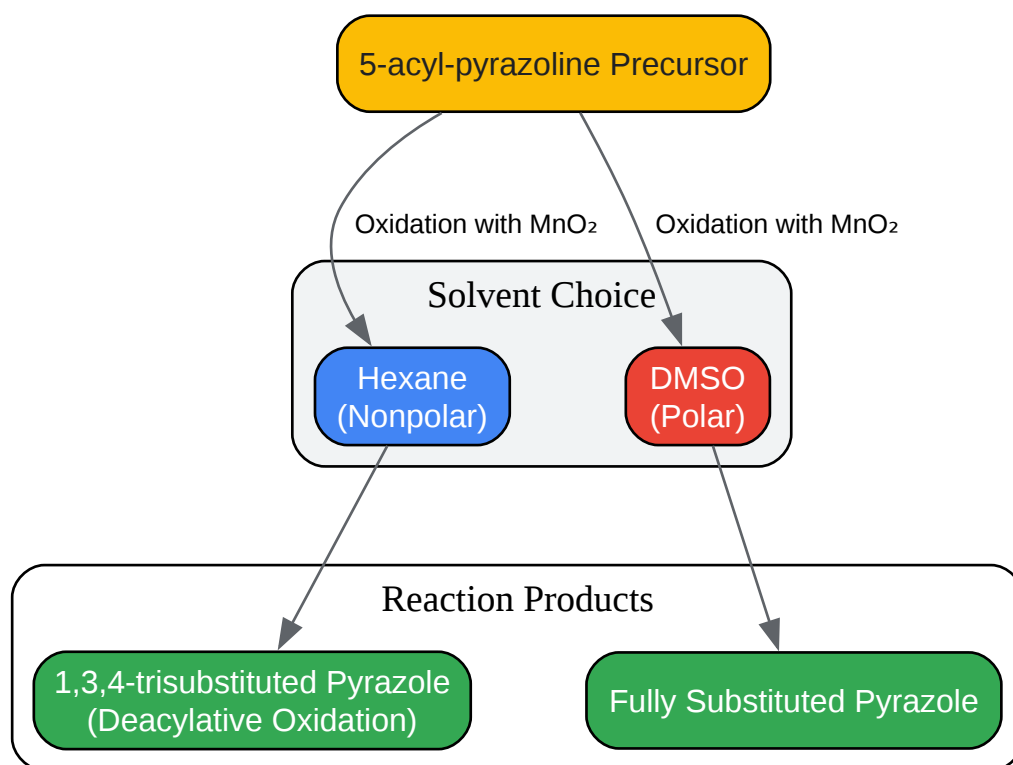 5-acyl-pyrazoline Precursor
Oxidation with MnO₂
Oxidation with MnO₂
Solvent Choice
Hexane
(Nonpolar)
DMSO
(Polar)
Reaction Products
1,3,4-trisubstituted Pyrazole
(Deacylative Oxidation)
Fully Substituted Pyrazole